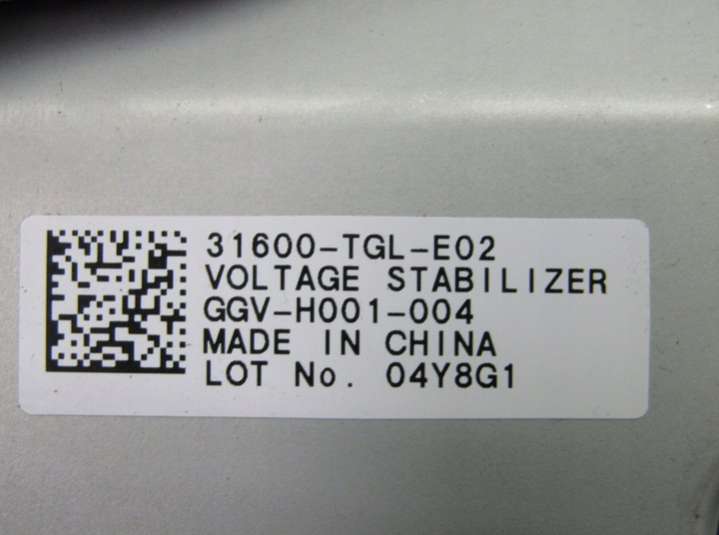 31600-TGL-E02
VOLTAGE STABILIZER
GGV-H001-004
MADE IN CHINA
LOT No. 04Y8G1